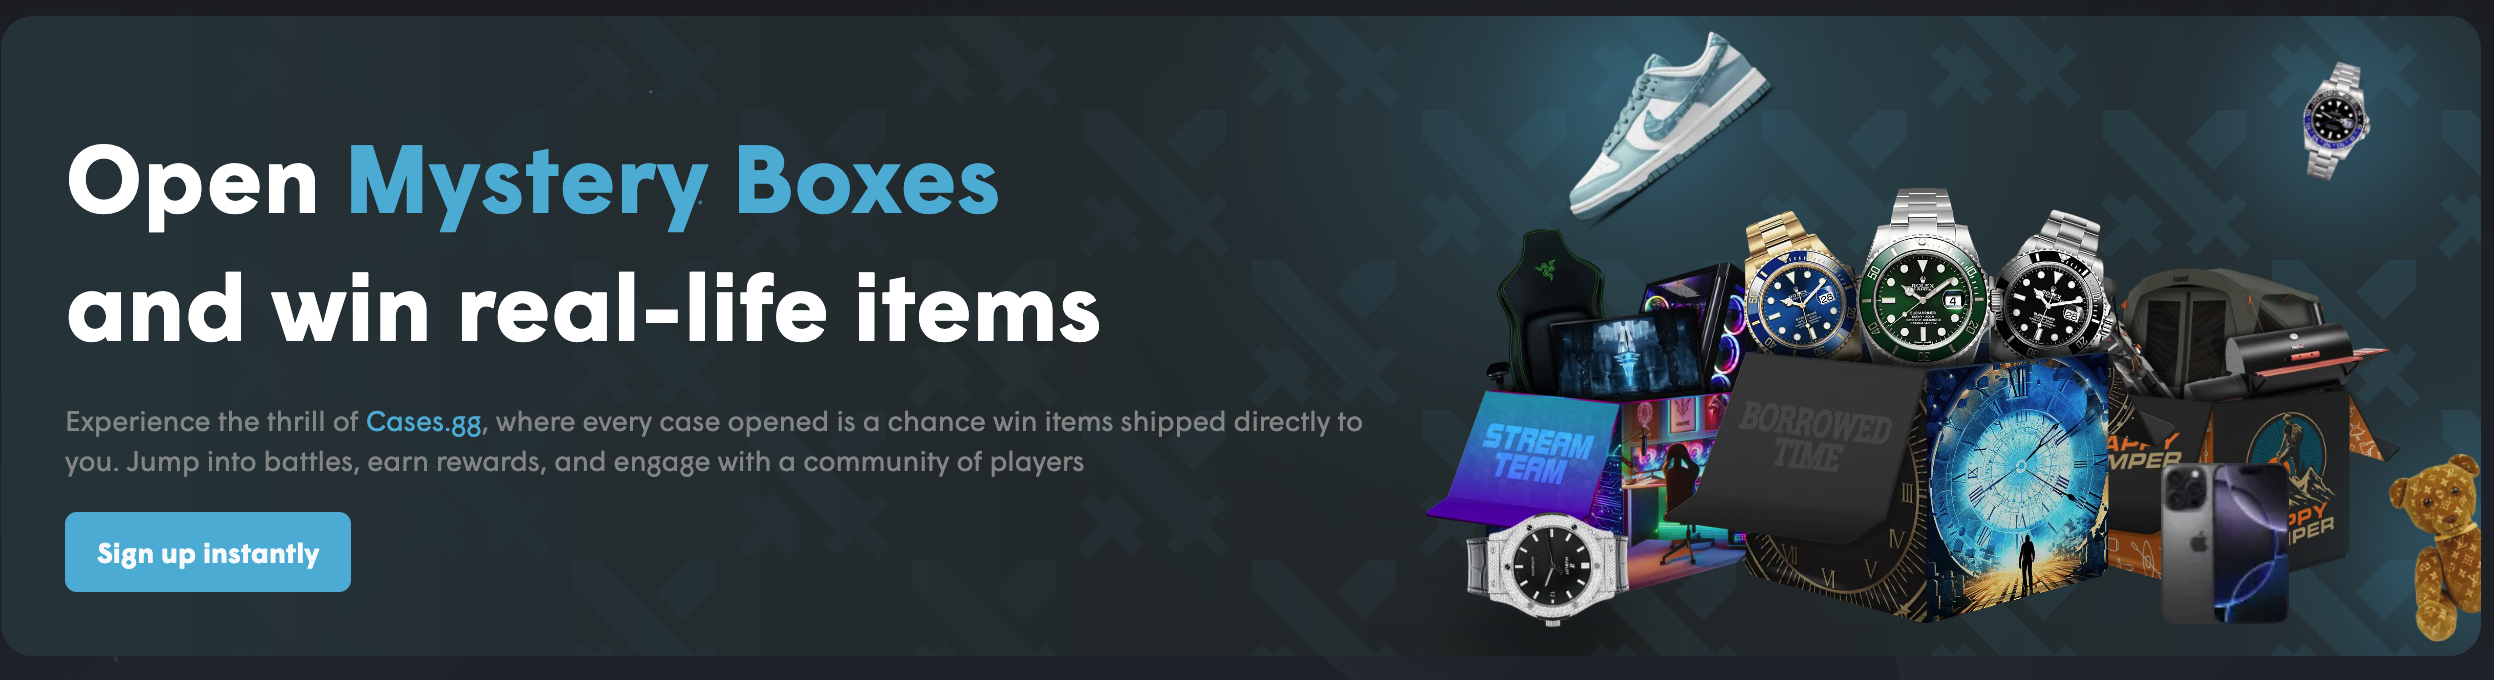 Open Mystery Boxes
and win real-life items
Experience the thrill of Cases.gg, where every case opened is a chance win items shipped directly to
you. Jump into battles, earn rewards, and engage with a community of players
Sign up instantly
STREAM
TEAM
BORROWED
TIME
ROLEX
ROLEX